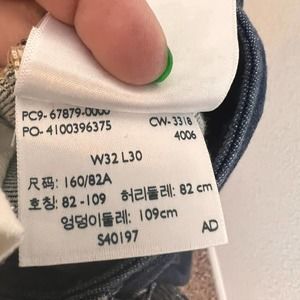 PC9- 67879-0000
PO- 4100396375
CW-3318
4006
W32 L30
尺码: 160/82A
호칭: 82 -109 허리둘레: 82 cm
엉덩이둘레: 109cm
S40197
AD